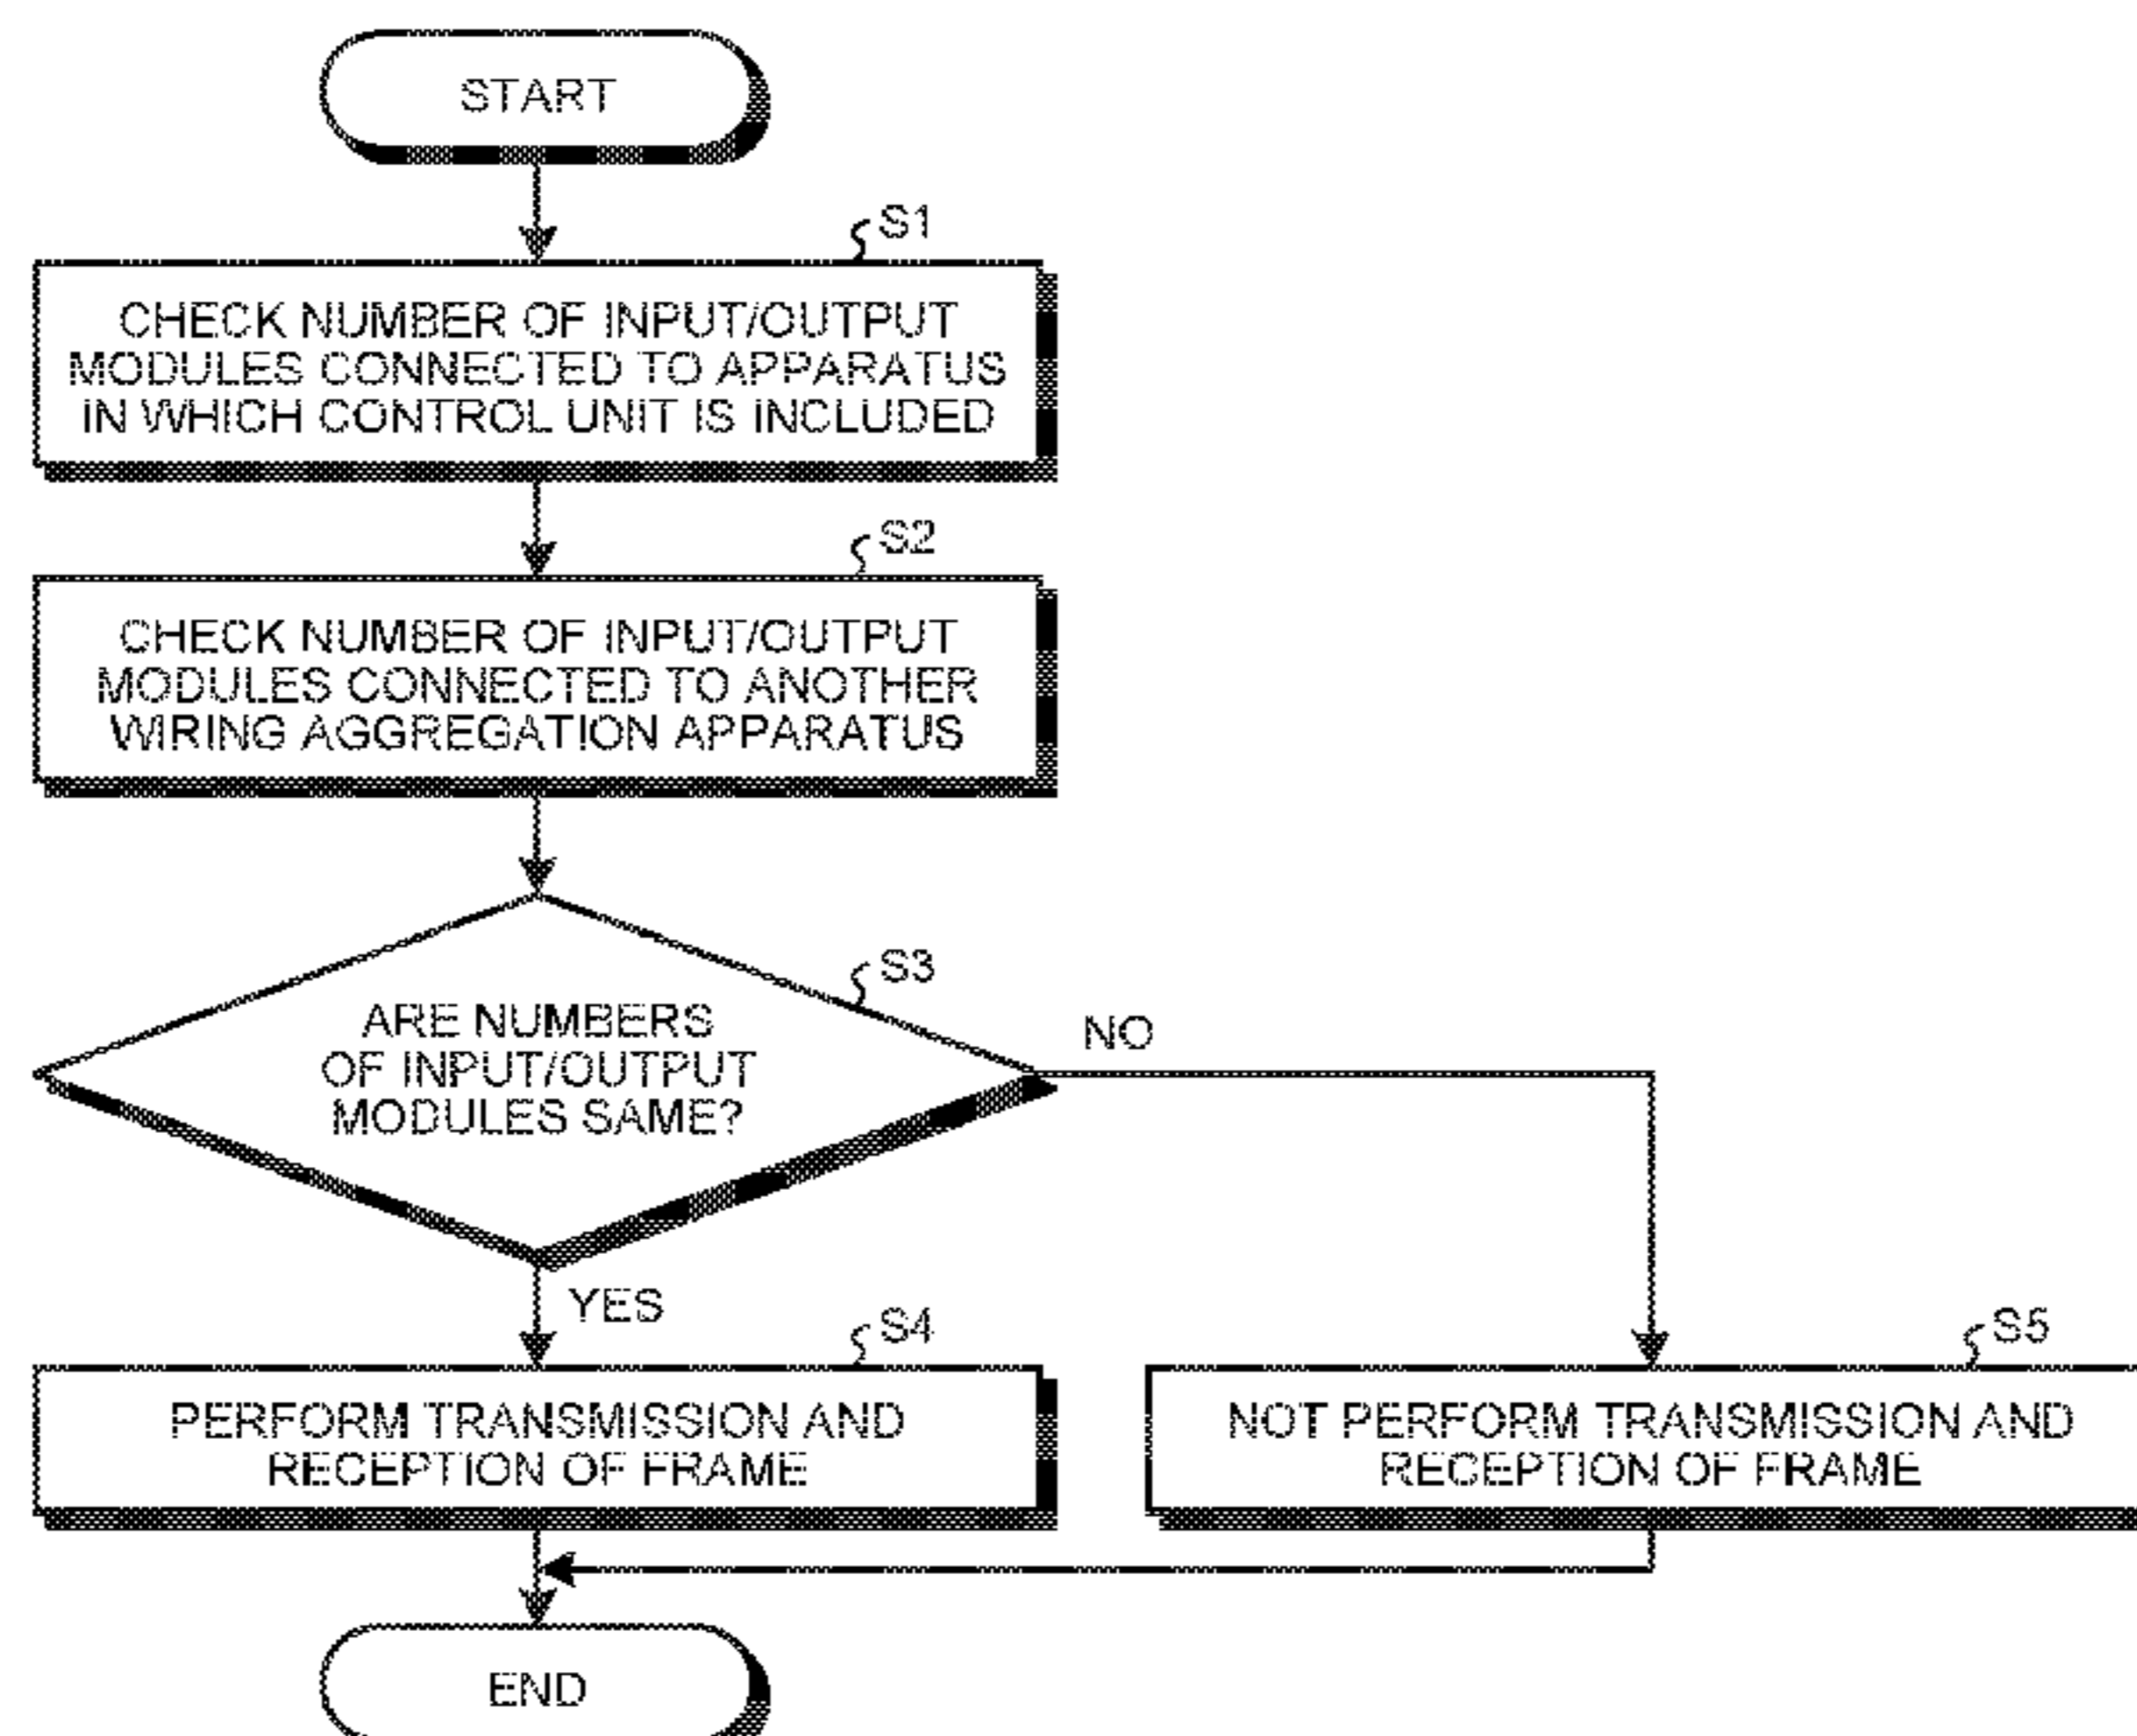 START
S1
CHECK NUMBER OF INPUT/OUTPUT
MODULES CONNECTED TO APPARATUS
IN WHICH CONTROL UNIT IS INCLUDED
S2
CHECK NUMBER OF INPUT/OUTPUT
MODULES CONNECTED TO ANOTHER
WIRING AGGREGATION APPARATUS
S3
ARE NUMBERS
OF INPUT/OUTPUT
MODULES SAME?
NO
YES
S4
PERFORM TRANSMISSION AND
RECEPTION OF FRAME
S5
NOT PERFORM TRANSMISSION AND
RECEPTION OF FRAME
END